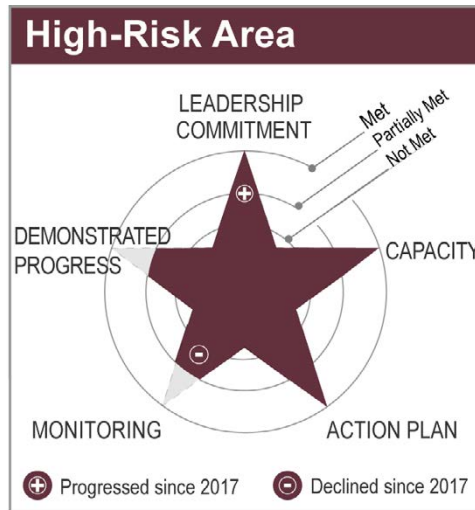 High-Risk Area
LEADERSHIP
COMMITMENT
Met
Partially Met
Not Met
DEMONSTRATED
PROGRESS
CAPACITY
MONITORING
ACTION PLAN
Progressed since 2017
Declined since 2017